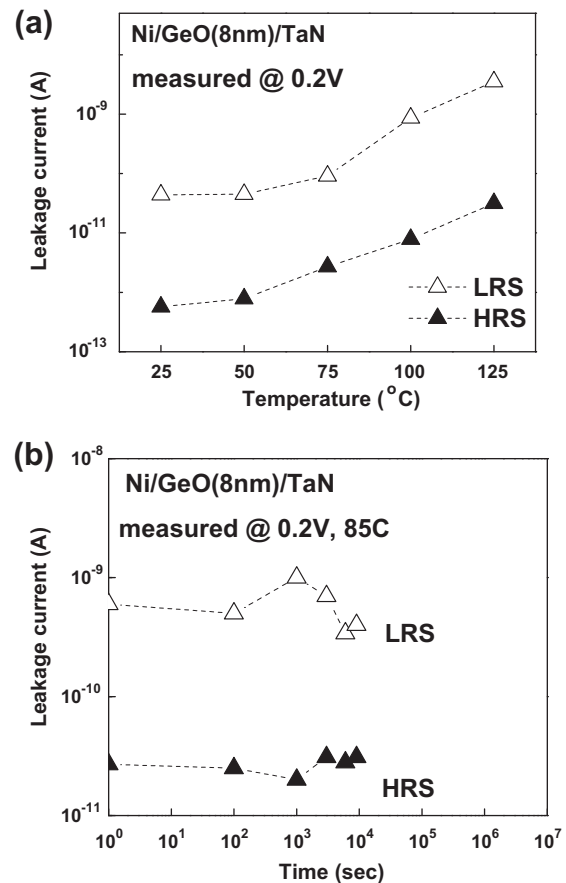 (a)
Ni/GeO(8nm)/TaN
measured @ 0.2V
Leakage current (A)
10⁻⁹
10⁻¹¹
10⁻¹³
LRS
HRS
25 50 75 100 125
Temperature (°C)
(b)
Ni/GeO(8nm)/TaN
measured @ 0.2V, 85C
Leakage current (A)
10⁻⁸
10⁻⁹
10⁻¹⁰
10⁻¹¹
LRS
HRS
10⁰ 10¹ 10² 10³ 10⁴ 10⁵ 10⁶ 10⁷
Time (sec)